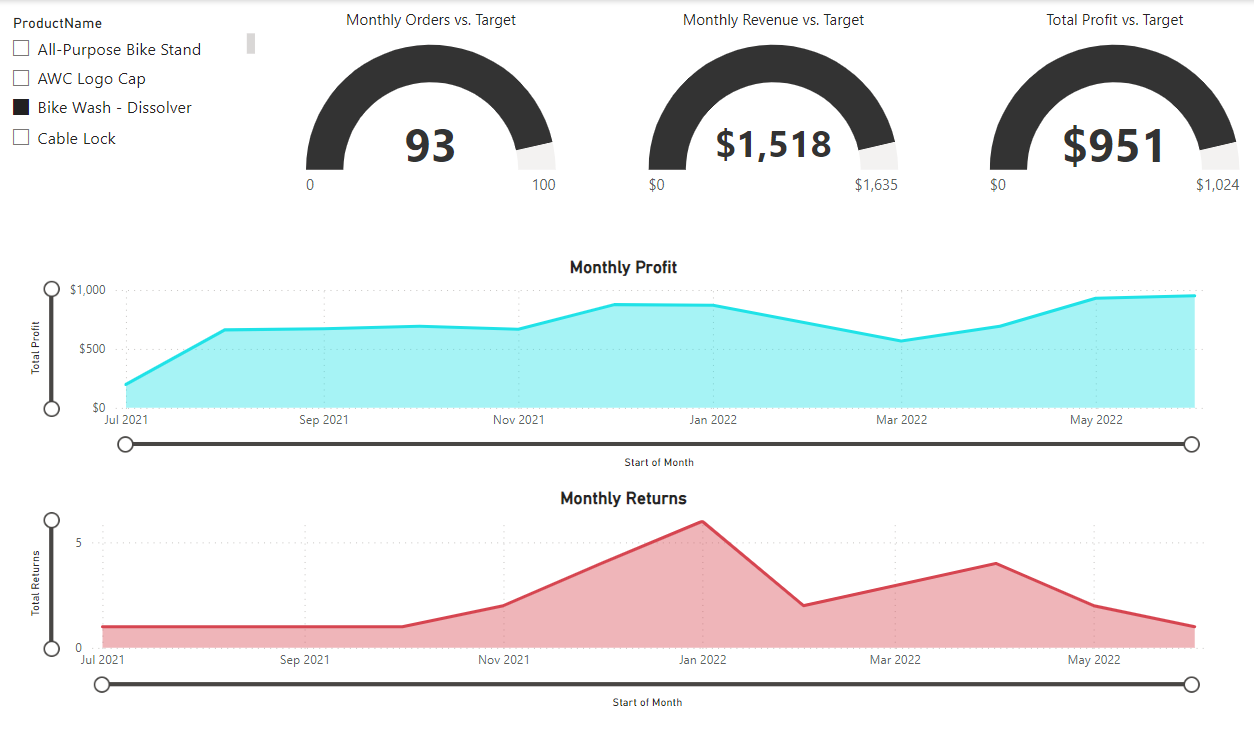 ProductName
All-Purpose Bike Stand
AWC Logo Cap
Bike Wash - Dissolver
Cable Lock
Monthly Orders vs. Target
93
0
100
Monthly Revenue vs. Target
$1,518
$0
$1,635
Total Profit vs. Target
$951
$0
$1,024
Monthly Profit
Total Profit
$1,000
$500
$0
Jul 2021
Sep 2021
Nov 2021
Jan 2022
Mar 2022
May 2022
Start of Month
Monthly Returns
Total Returns
5
0
Jul 2021
Sep 2021
Nov 2021
Jan 2022
Mar 2022
May 2022
Start of Month